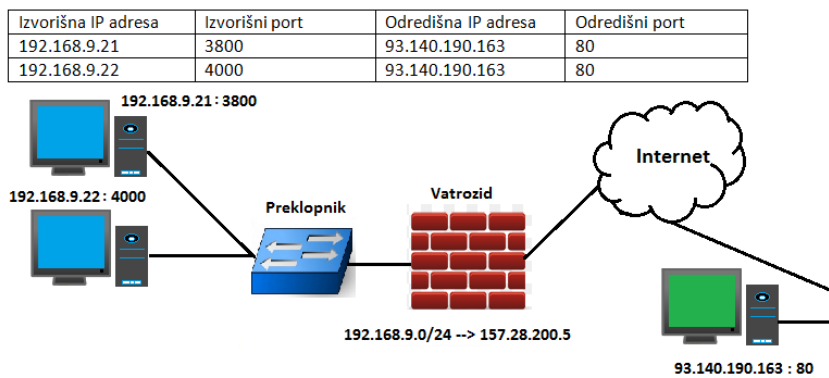 Izvorišna IP adresa Izvorišni port Odredišna IP adresa Odredišni port
192.168.9.21 3800 93.140.190.163 80
192.168.9.22 4000 93.140.190.163 80
192.168.9.21:3800
Internet
192.168.9.22:4000
Preklopnik
Vatrozid
192.168.9.0/24 --> 157.28.200.5
93.140.190.163 : 80